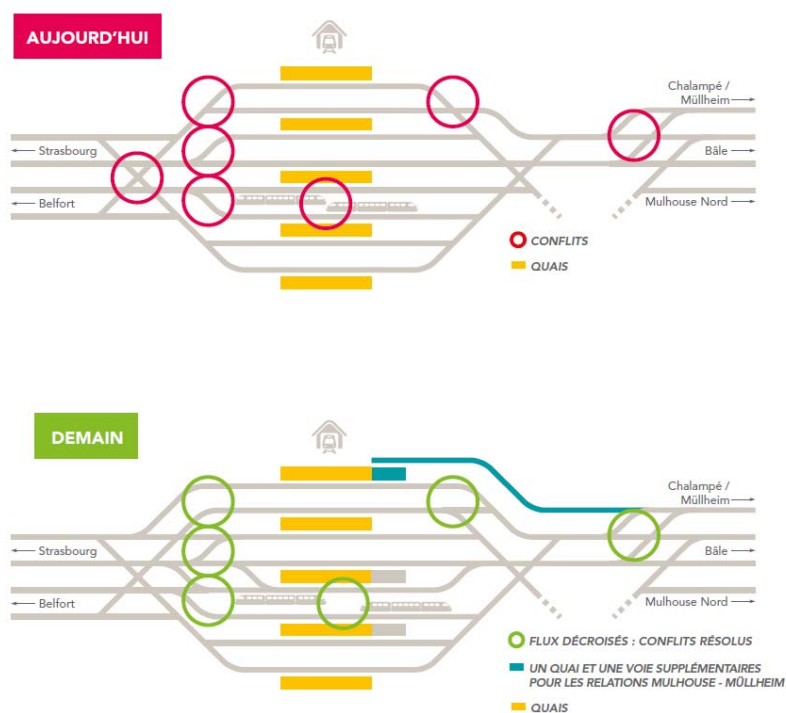 AUJOURD'HUI
Chalampé /
Müllheim
Strasbourg
Bâle
Belfort
Mulhouse Nord
CONFLITS
QUAIS
DEMAIN
Chalampé /
Müllheim
Strasbourg
Bâle
Belfort
Mulhouse Nord
FLUX DÉCROISÉS : CONFLITS RÉSOLUS
UN QUAI ET UNE VOIE SUPPLÉMENTAIRES
POUR LES RELATIONS MULHOUSE - MÜLLHEIM
QUAIS